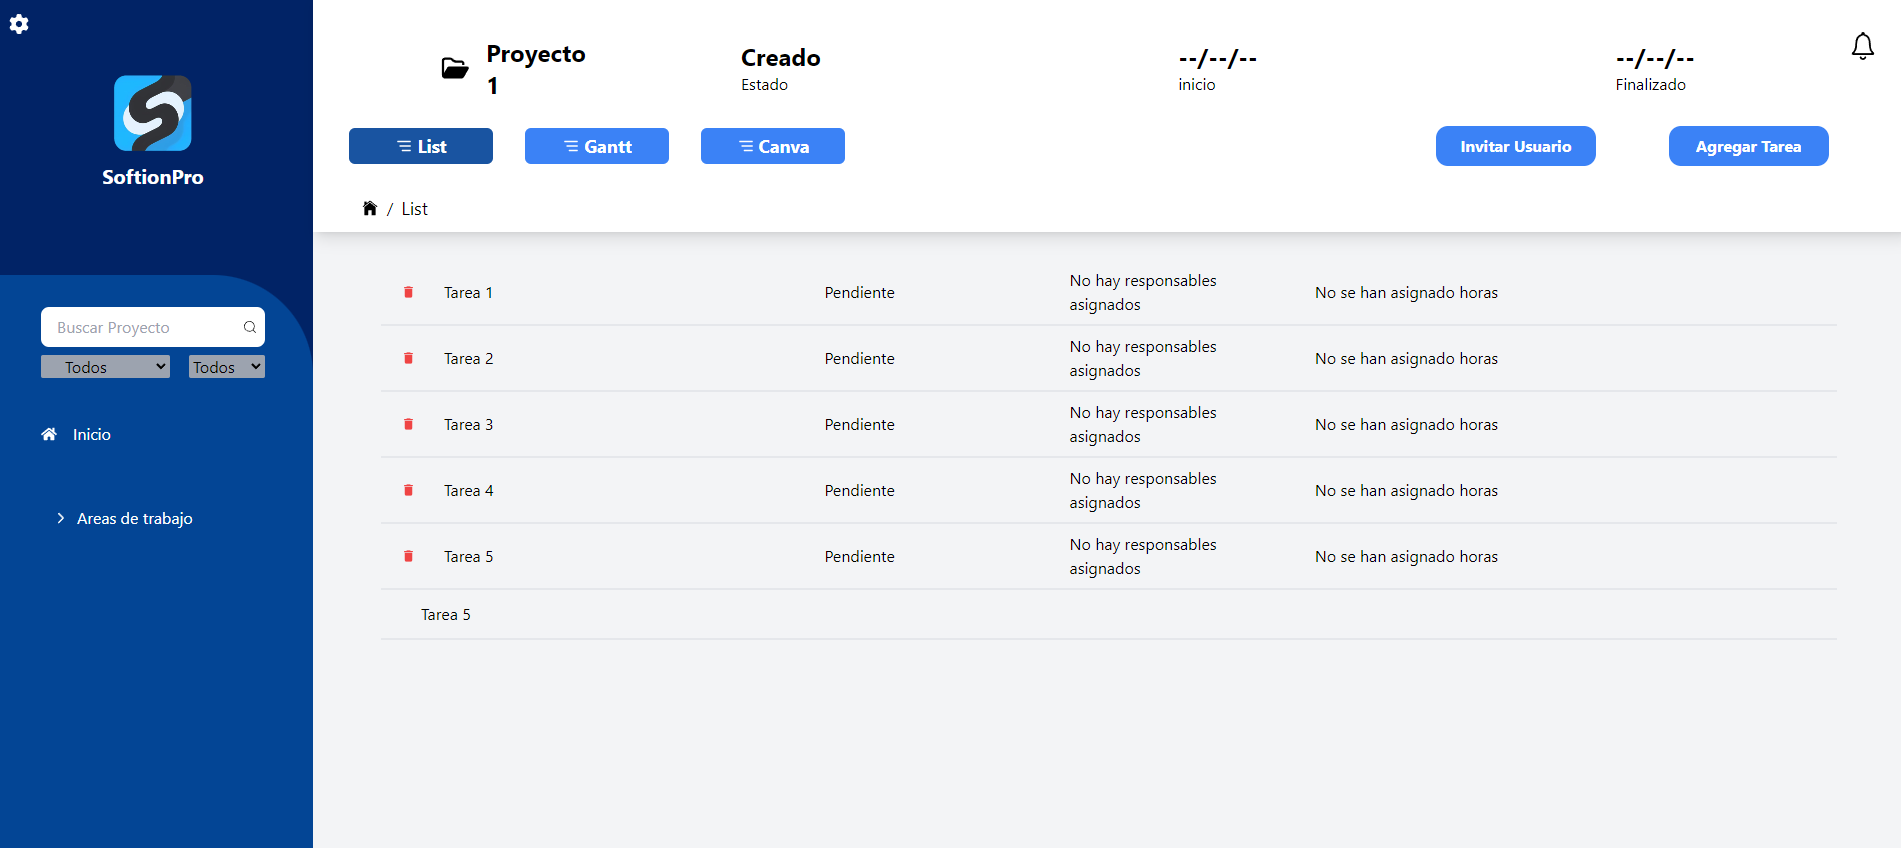 SoftionPro
Buscar Proyecto
Todos
Todos
Inicio
Areas de trabajo
Proyecto
1
Creado
Estado
--/--/--
inicio
--/--/--
Finalizado
List
Gantt
Canva
Invitar Usuario
Agregar Tarea
/ List
Tarea 1
Pendiente
No hay responsables
asignados
No se han asignado horas
Tarea 2
Pendiente
No hay responsables
asignados
No se han asignado horas
Tarea 3
Pendiente
No hay responsables
asignados
No se han asignado horas
Tarea 4
Pendiente
No hay responsables
asignados
No se han asignado horas
Tarea 5
Pendiente
No hay responsables
asignados
No se han asignado horas
Tarea 5